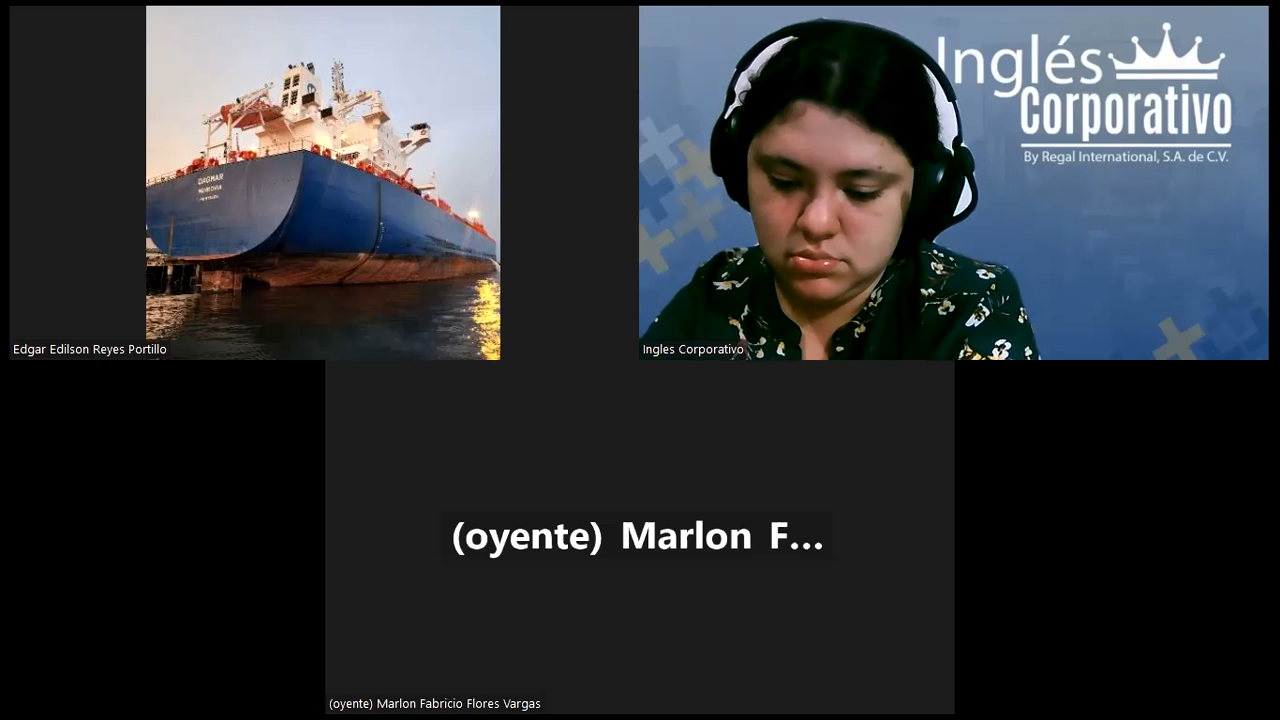 DAGMAR
Edgar Edilson Reyes Portillo
Inglés
Corporativo
By Regal International, S.A. de C.V.
Ingles Corporativo
(oyente) Marlon F...
(oyente) Marlon Fabricio Flores Vargas